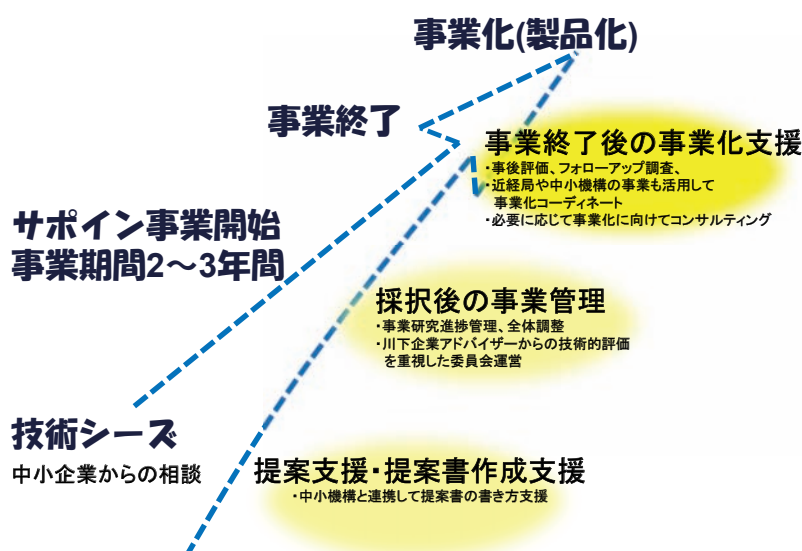 事業化(製品化)
事業終了
事業終了後の事業化支援
・事後評価、フォローアップ調査、
・近経局や中小機構の事業も活用して
事業化コーディネート
・必要に応じて事業化に向けてコンサルティング
サポイン事業開始
事業期間2～3年間
採択後の事業管理
・事業研究進捗管理、全体調整
・川下企業アドバイザーからの技術的評価
を重視した委員会運営
技術シーズ
中小企業からの相談
提案支援・提案書作成支援
・中小機構と連携して提案書の書き方支援